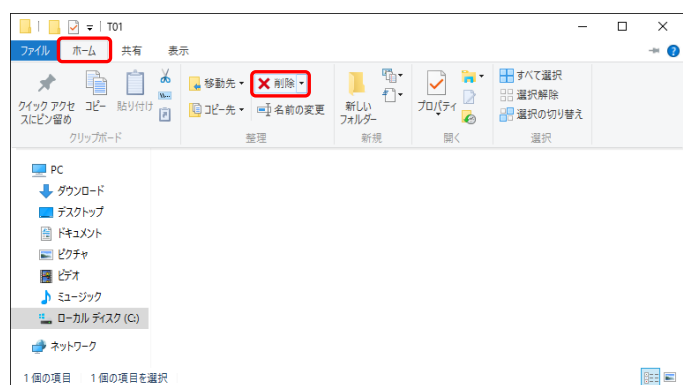 T01
ファイル ホーム 共有 表示
クイック アクセスにピン留め
コピー
貼り付け
移動先
コピー先
削除
名前の変更
新しいフォルダー
プロパティ
すべて選択
選択解除
選択の切り替え
クリップボード 整理 新規 開く 選択
PC
ダウンロード
デスクトップ
ドキュメント
ピクチャ
ビデオ
ミュージック
ローカル ディスク (C:)
ネットワーク
1 個の項目 1 個の項目を選択